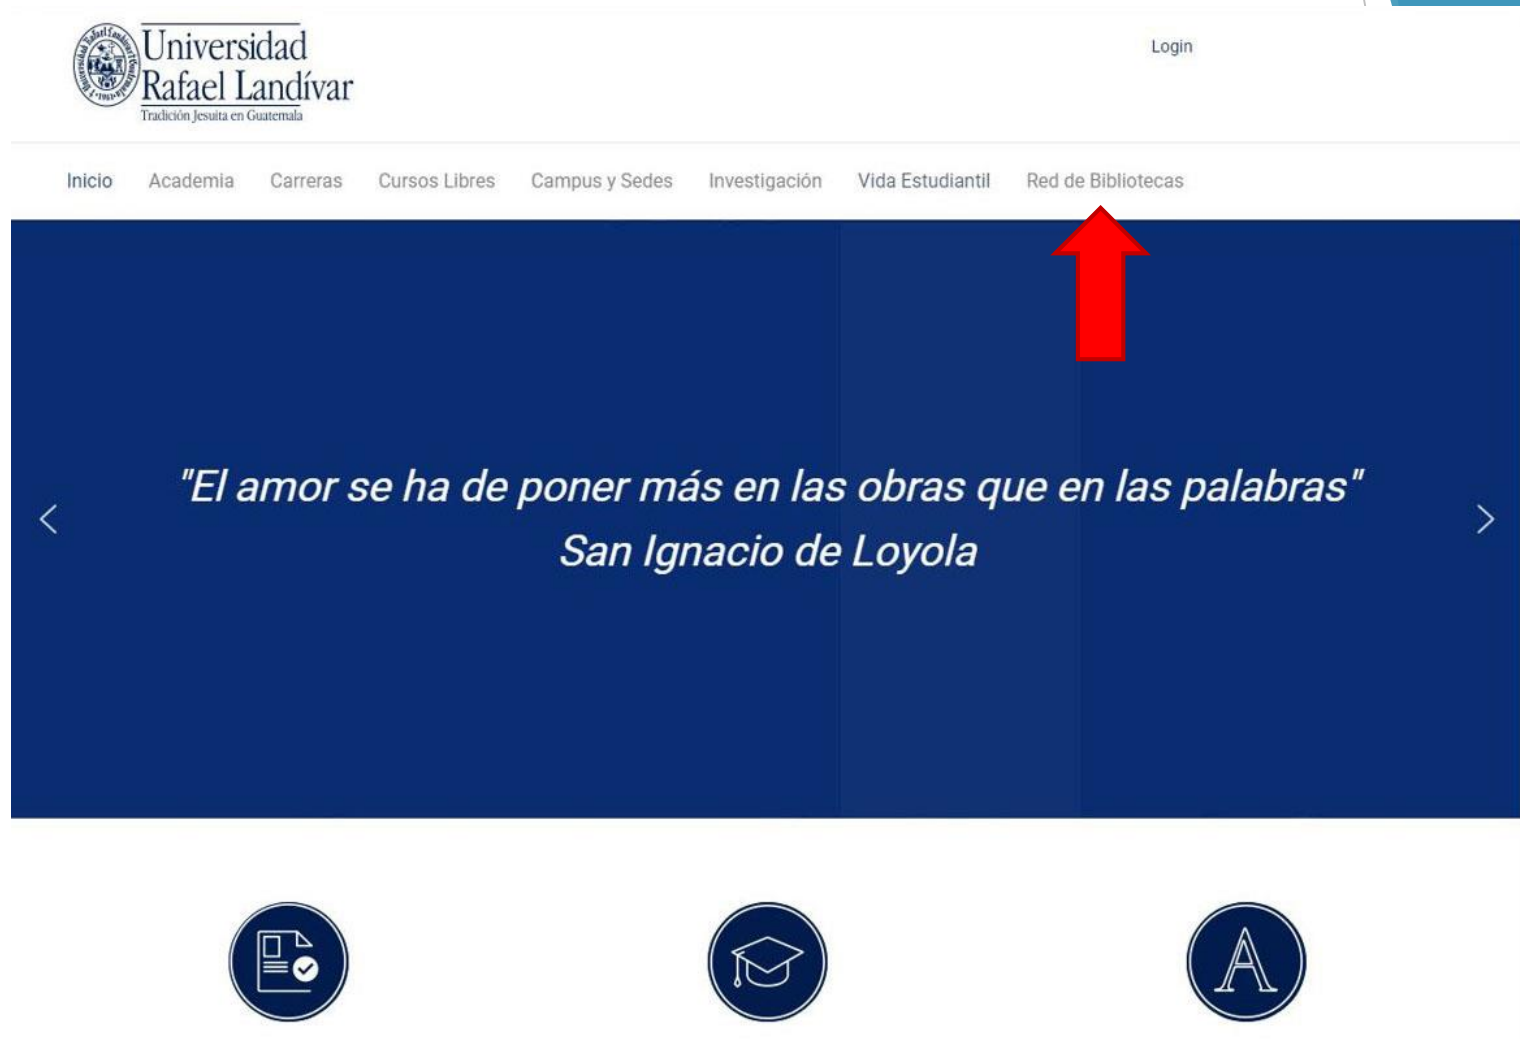 Universidad
Rafael Landívar
Tradición Jesuita en Guatemala
Login
Inicio Academia Carreras Cursos Libres Campus y Sedes Investigación Vida Estudiantil Red de Bibliotecas
"El amor se ha de poner más en las obras que en las palabras"
San Ignacio de Loyola
A